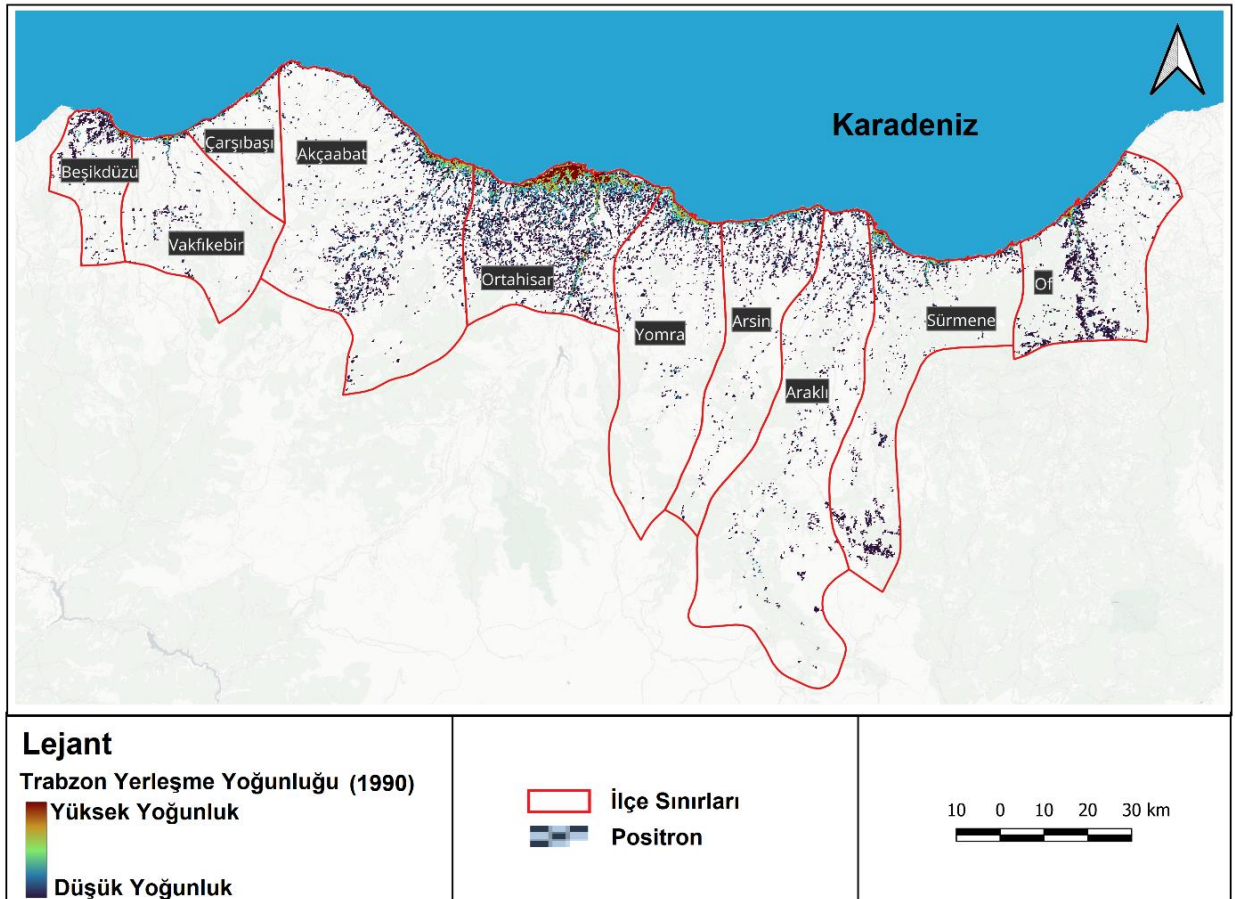 Karadeniz
Çarşıbaşı
Akçaabat
Beşikdüzü
Vakfıkebir
Ortahisar
Of
Yomra
Arsin
Sürmene
Araklı
Lejant
Trabzon Yerleşme Yoğunluğu (1990)
Yüksek Yoğunluk
Düşük Yoğunluk
İlçe Sınırları
Positron
10 0 10 20 30 km